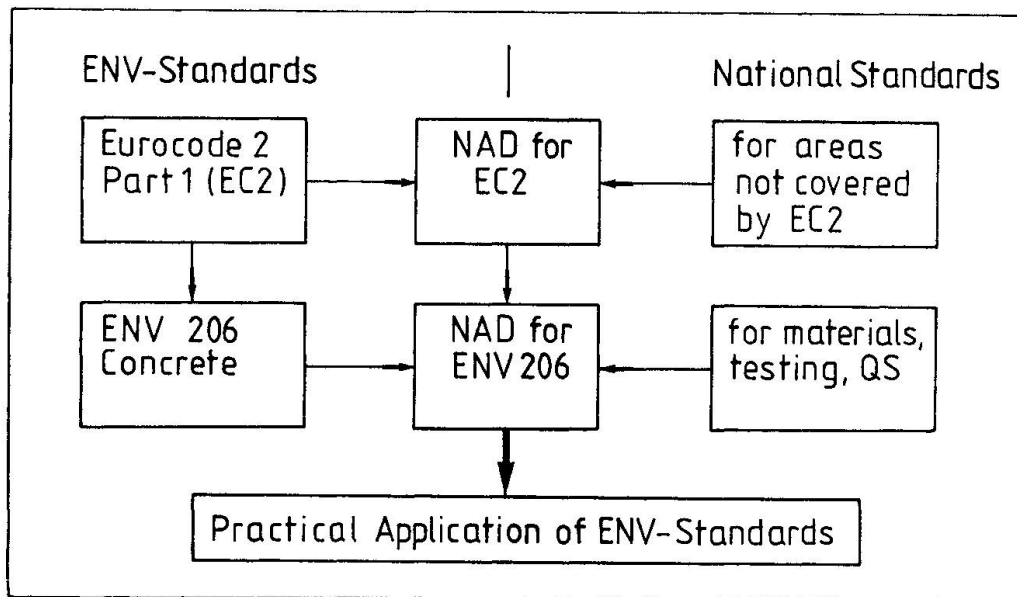 ENV-Standards
National Standards
Eurocode 2
Part 1 (EC2)
NAD for
EC2
for areas
not covered
by EC2
ENV 206
Concrete
NAD for
ENV 206
for materials,
testing, QS
Practical Application of ENV-Standards